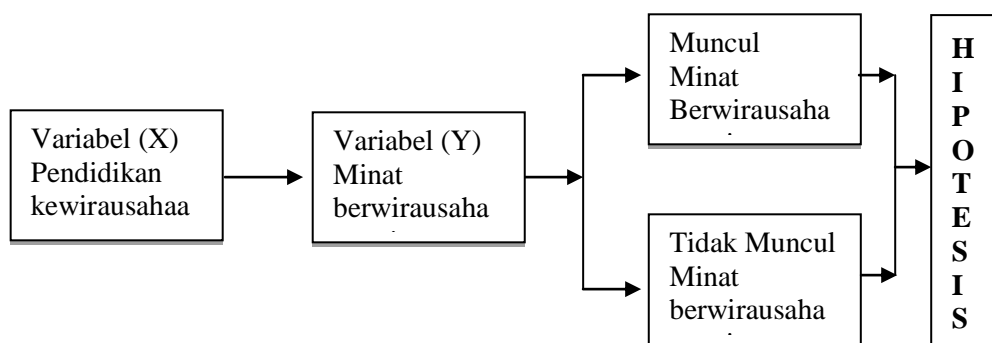 Variabel (X)
Pendidikan
kewirausahaa
Variabel (Y)
Minat
berwirausaha
Muncul
Minat
Berwirausaha
Tidak Muncul
Minat
berwirausaha
H
I
P
O
T
E
S
I
S